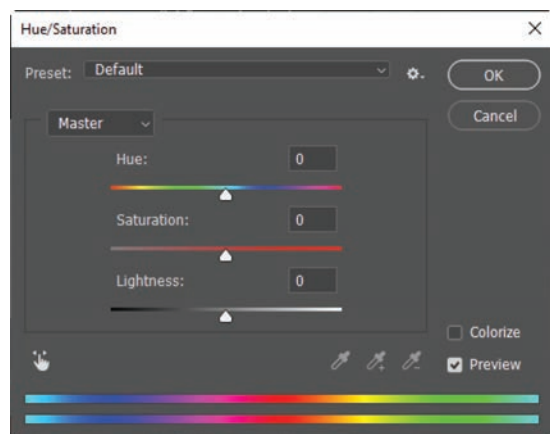 Hue/Saturation
Preset: Default
OK
Cancel
Master
Hue: 0
Saturation: 0
Lightness: 0
Colorize
Preview